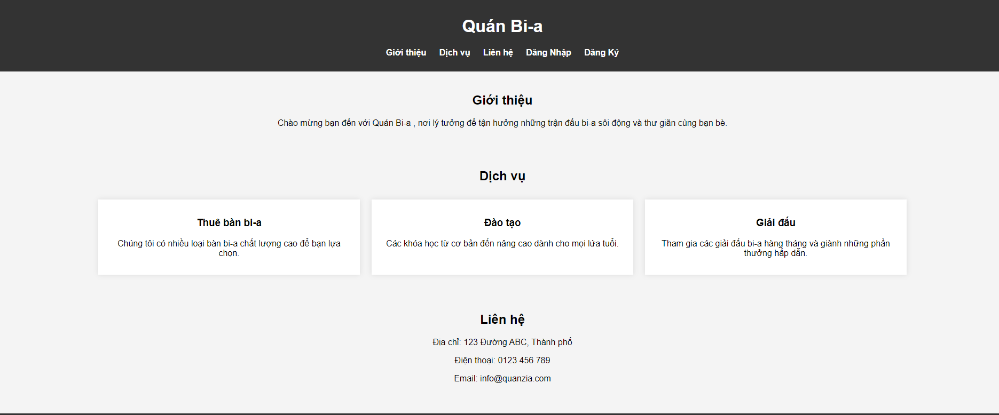 Quán Bi-a
Giới thiệu Dịch vụ Liên hệ Đăng Nhập Đăng Ký
Giới thiệu
Chào mừng bạn đến với Quán Bi-a , nơi lý tưởng để tận hưởng những trận đấu bi-a sôi động và thư giãn cùng bạn bè.
Dịch vụ
Thuê bàn bi-a
Chúng tôi có nhiều loại bàn bi-a chất lượng cao để bạn lựa
chọn.
Đào tạo
Các khóa học từ cơ bản đến nâng cao dành cho mọi lứa tuổi.
Giải đấu
Tham gia các giải đấu bi-a hàng tháng và giành những phần
thưởng hấp dẫn.
Liên hệ
Địa chỉ: 123 Đường ABC, Thành phố
Điện thoại: 0123 456 789
Email: info@quanzia.com